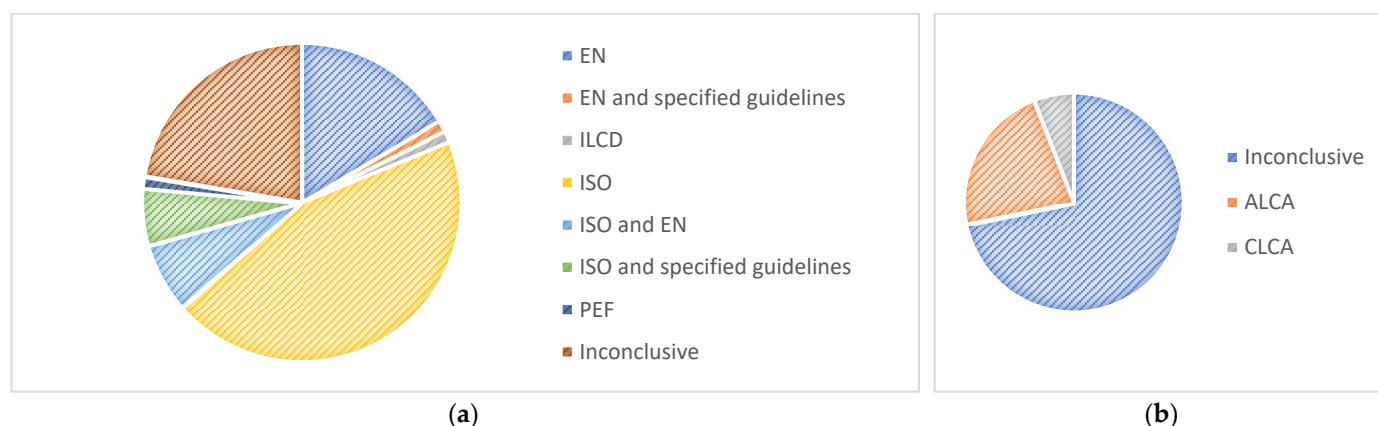 EN
EN and specified guidelines
ILCD
ISO
ISO and EN
ISO and specified guidelines
PEF
Inconclusive
(a)
Inconclusive
ALCA
CLCA
(b)